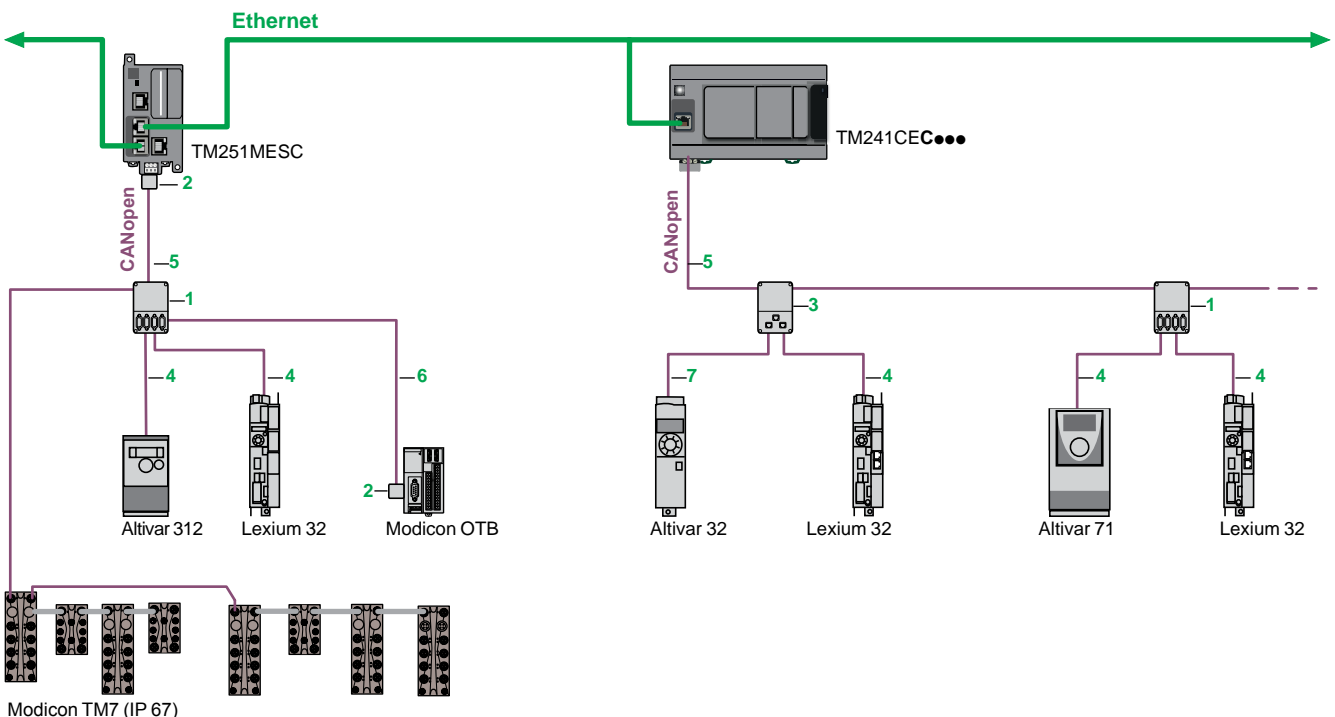 Ethernet
TM251MESC
TM241CEC●●●
2
CANopen
CANopen
5
5
1
3
1
4
4
6
7
4
4
4
2
Altivar 312
Lexium 32
Modicon OTB
Altivar 32
Lexium 32
Altivar 71
Lexium 32
Modicon TM7 (IP 67)